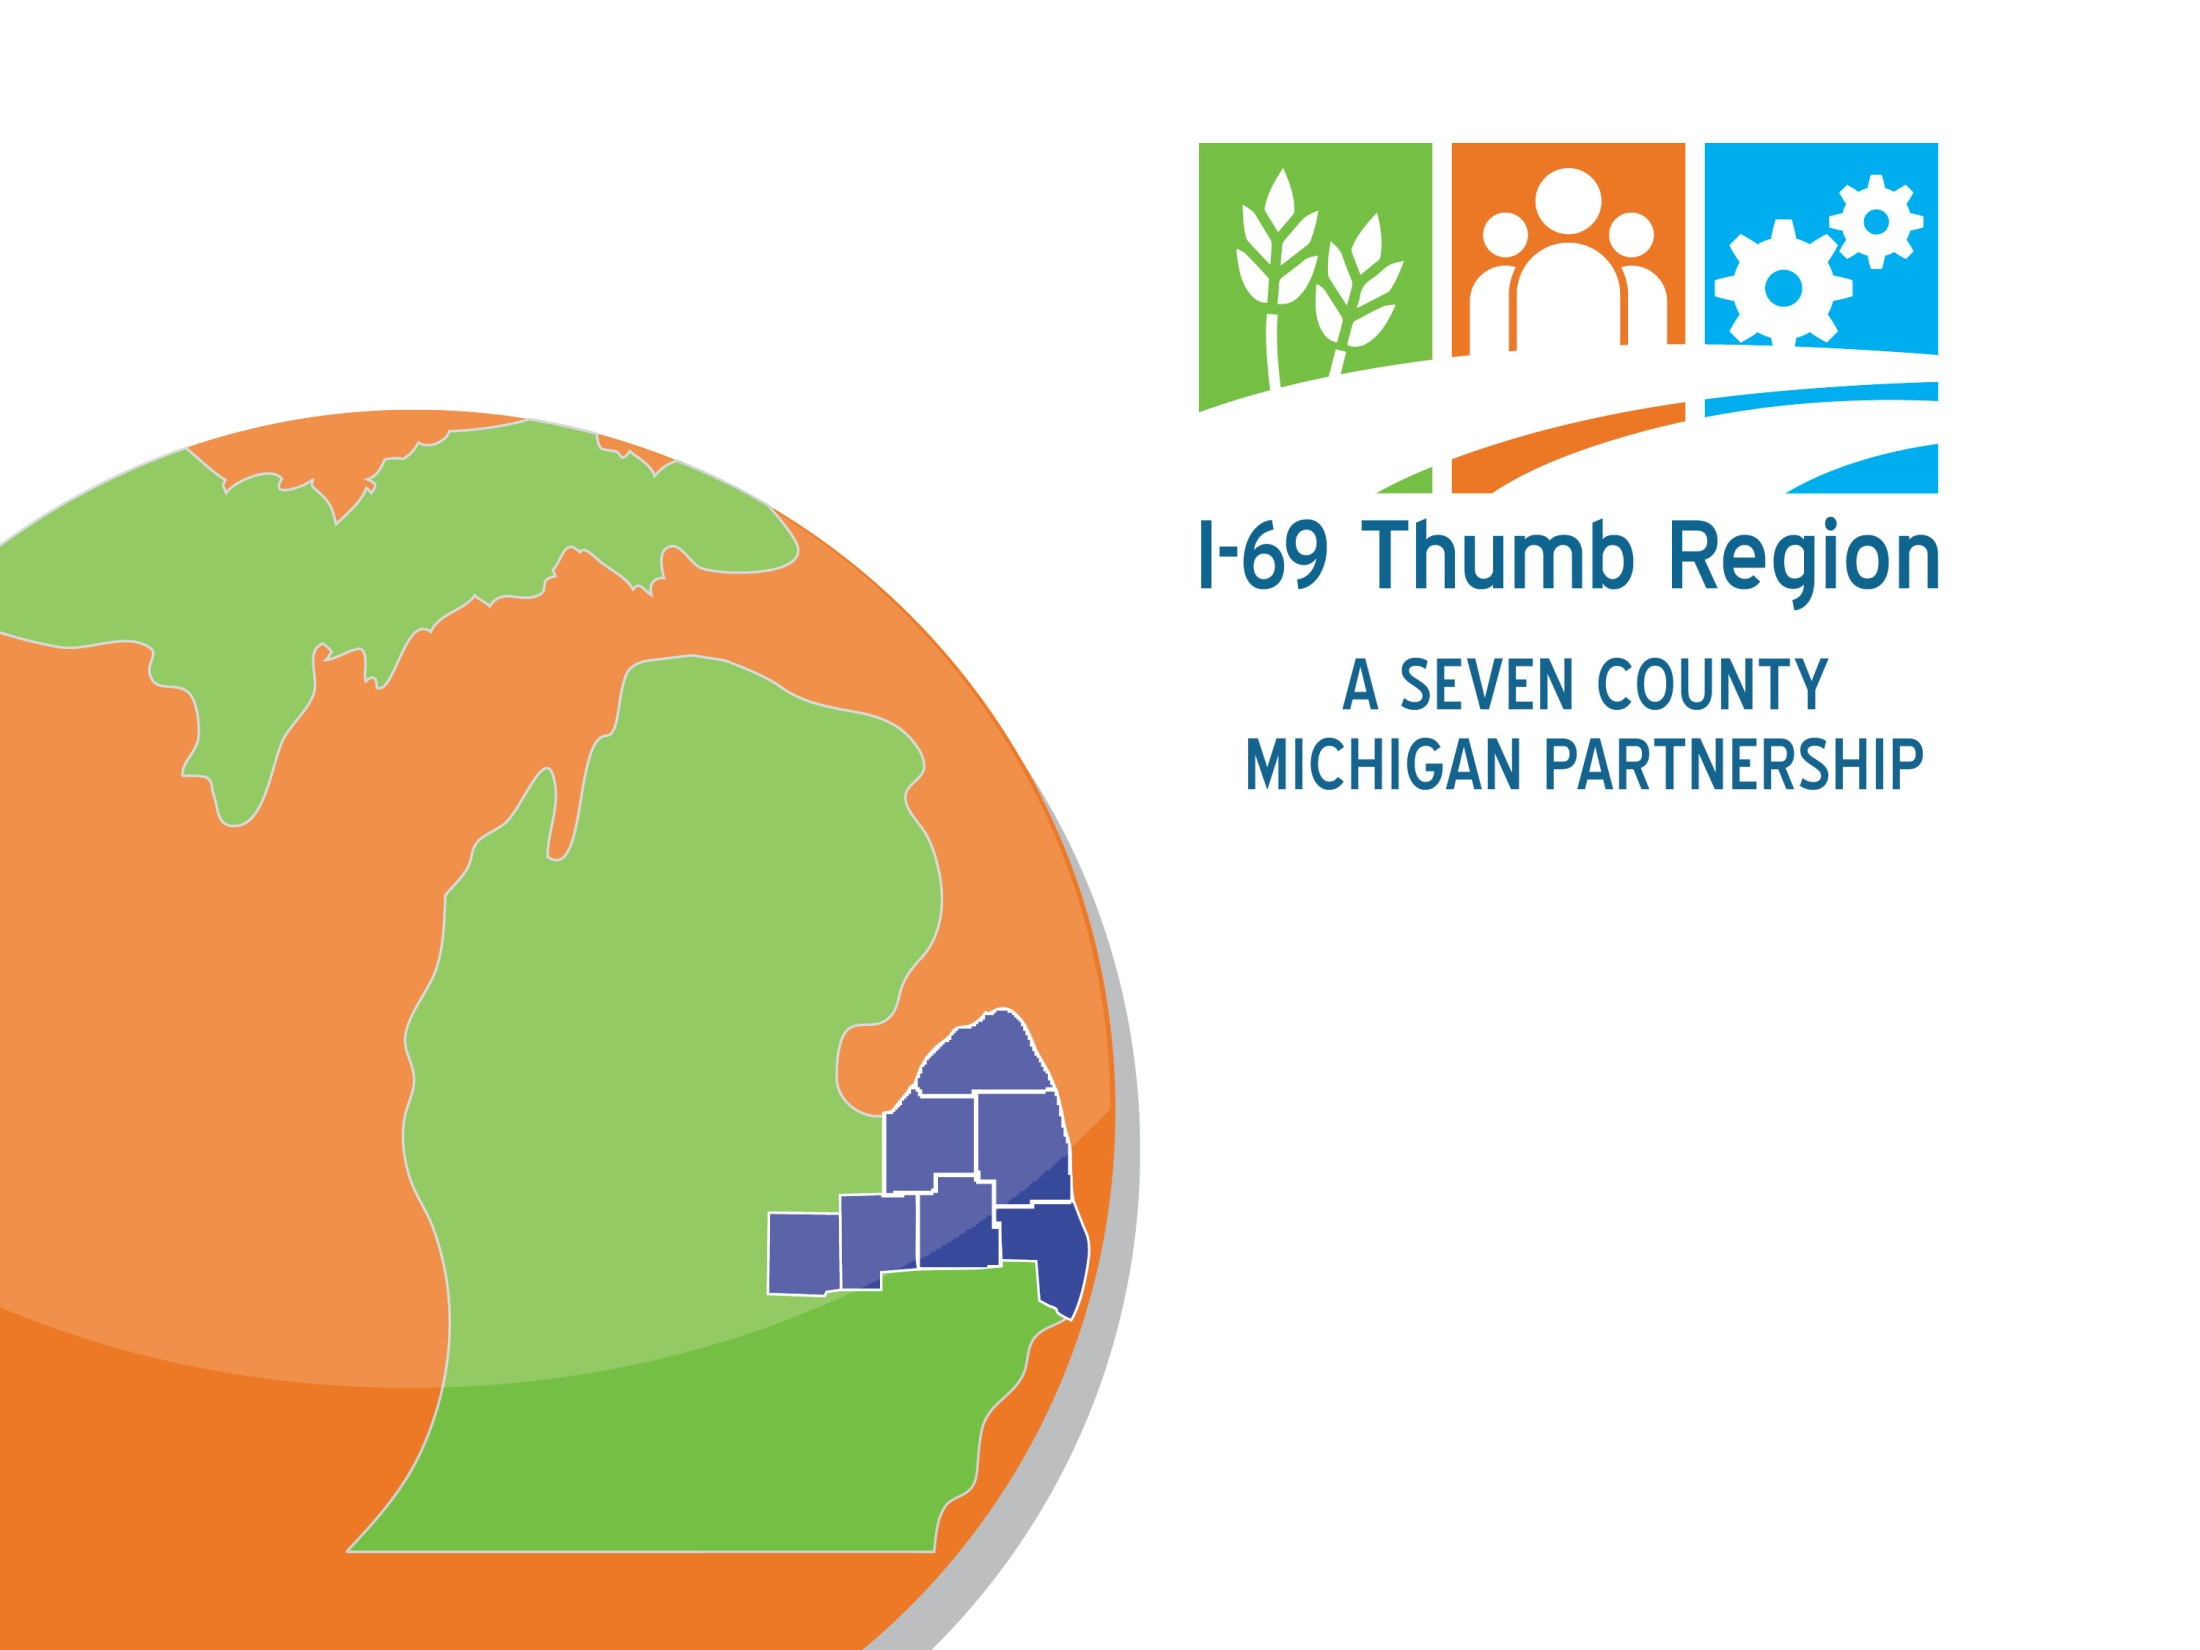 I-69 Thumb Region
A SEVEN COUNTY
MICHIGAN PARTNERSHIP